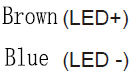 Brown (LED+)
Blue (LED -)